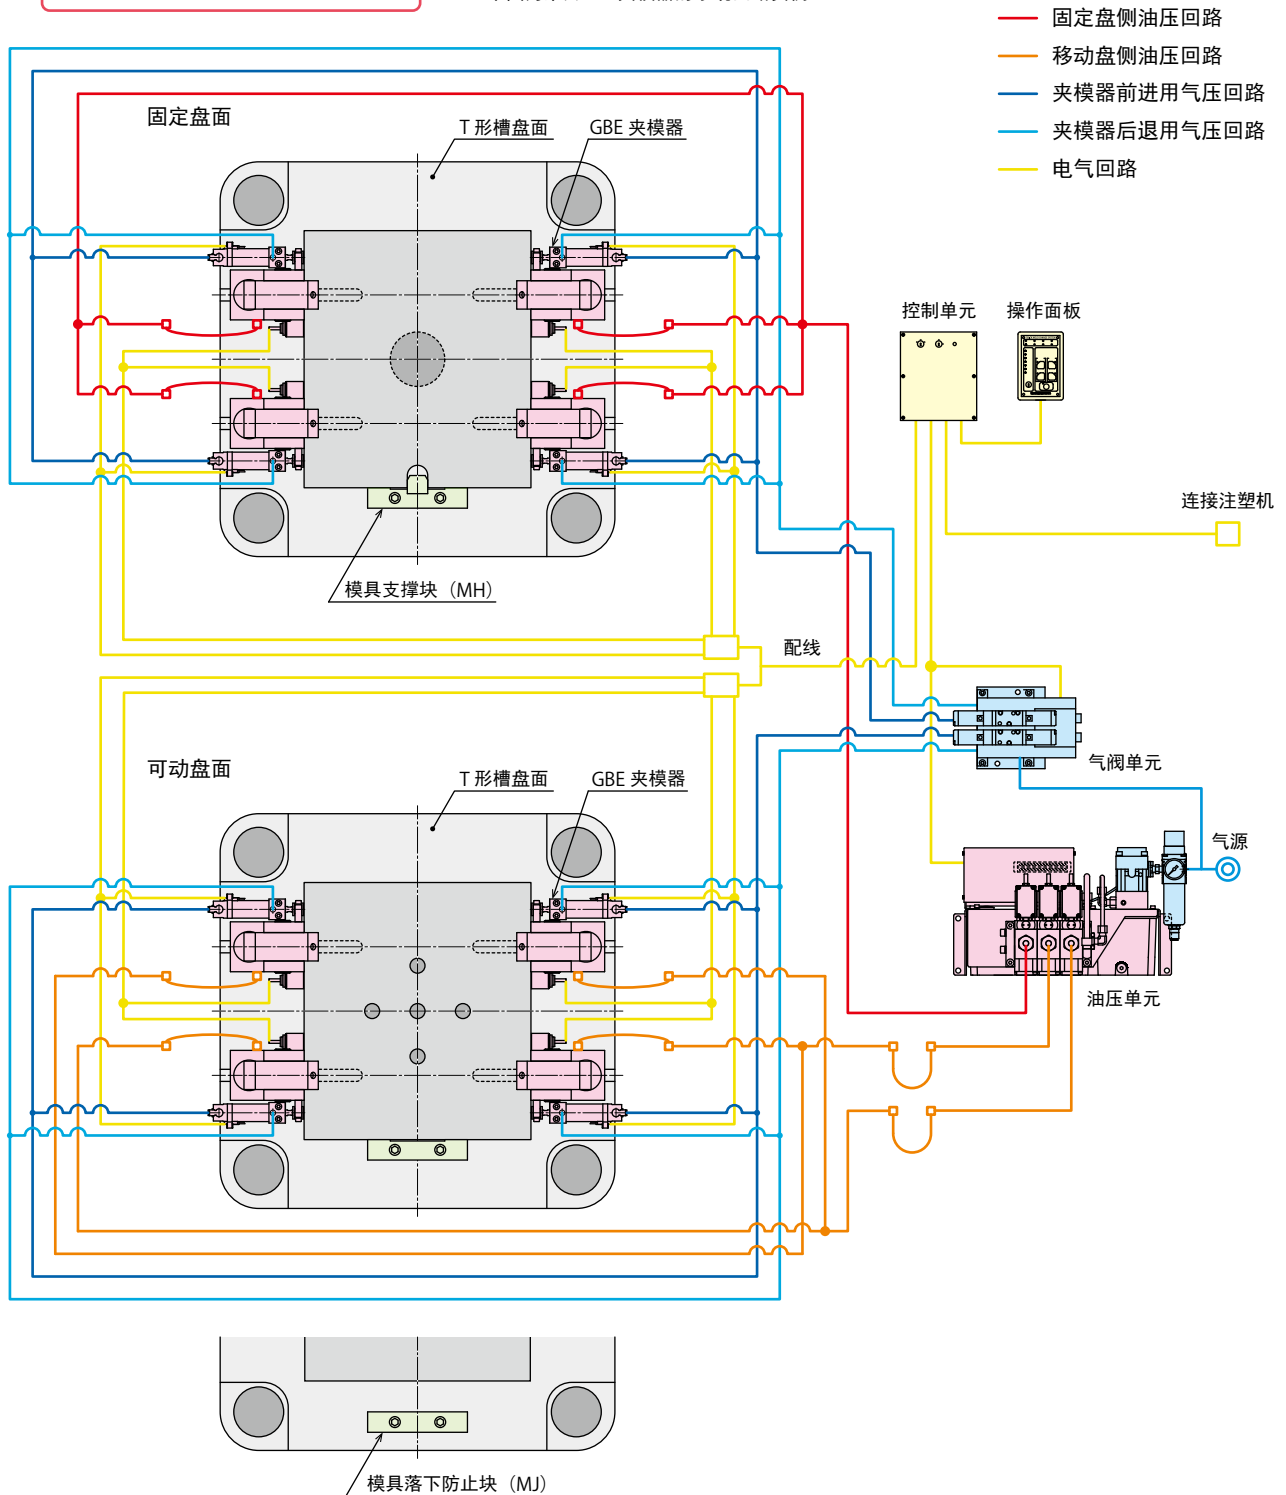 固定盘侧油压回路
移动盘侧油压回路
夹模器前进用气压回路
夹模器后退用气压回路
电气回路
固定盘面
T 形槽盘面
GBE 夹模器
控制单元
操作面板
连接注塑机
模具支撑块（MH）
配线
气阀单元
可动盘面
T 形槽盘面
GBE 夹模器
气源
油压单元
模具落下防止块（MJ）